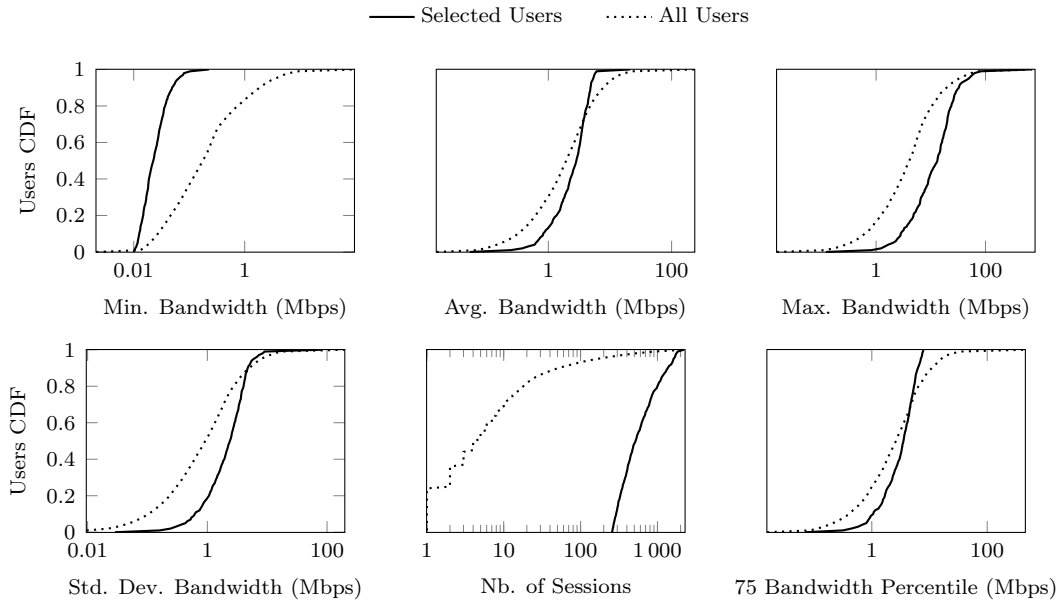 Selected Users All Users
1
0.8
0.6
0.4
0.2
0
Users CDF
0.01 1
Min. Bandwidth (Mbps)
1 100
Avg. Bandwidth (Mbps)
1 100
Max. Bandwidth (Mbps)
1
0.8
0.6
0.4
0.2
0
Users CDF
0.01 1 100
Std. Dev. Bandwidth (Mbps)
1 10 100 1 000
Nb. of Sessions
1 100
75 Bandwidth Percentile (Mbps)